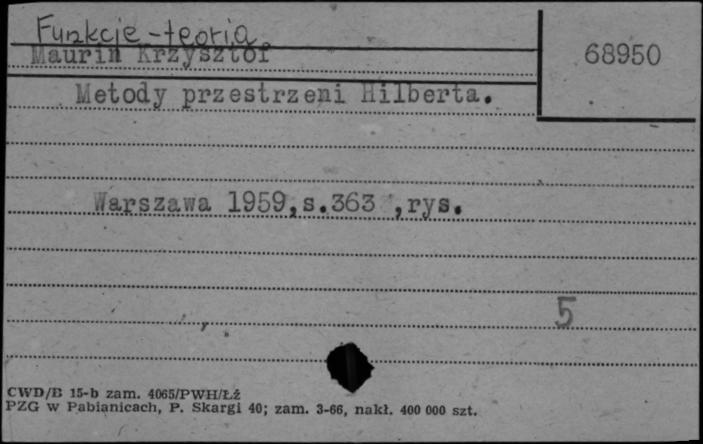 Funkcje - teoria
Maurin Krzysztof
68950
Metody przestrzeni Hilberta.
Warszawa 1959,s.363 ,rys.
5
CWD/B 15-b zam. 4065/PWH/Łź
PZG w Pabianicach, P. Skargi 40; zam. 3-66, nakł. 400 000 szt.